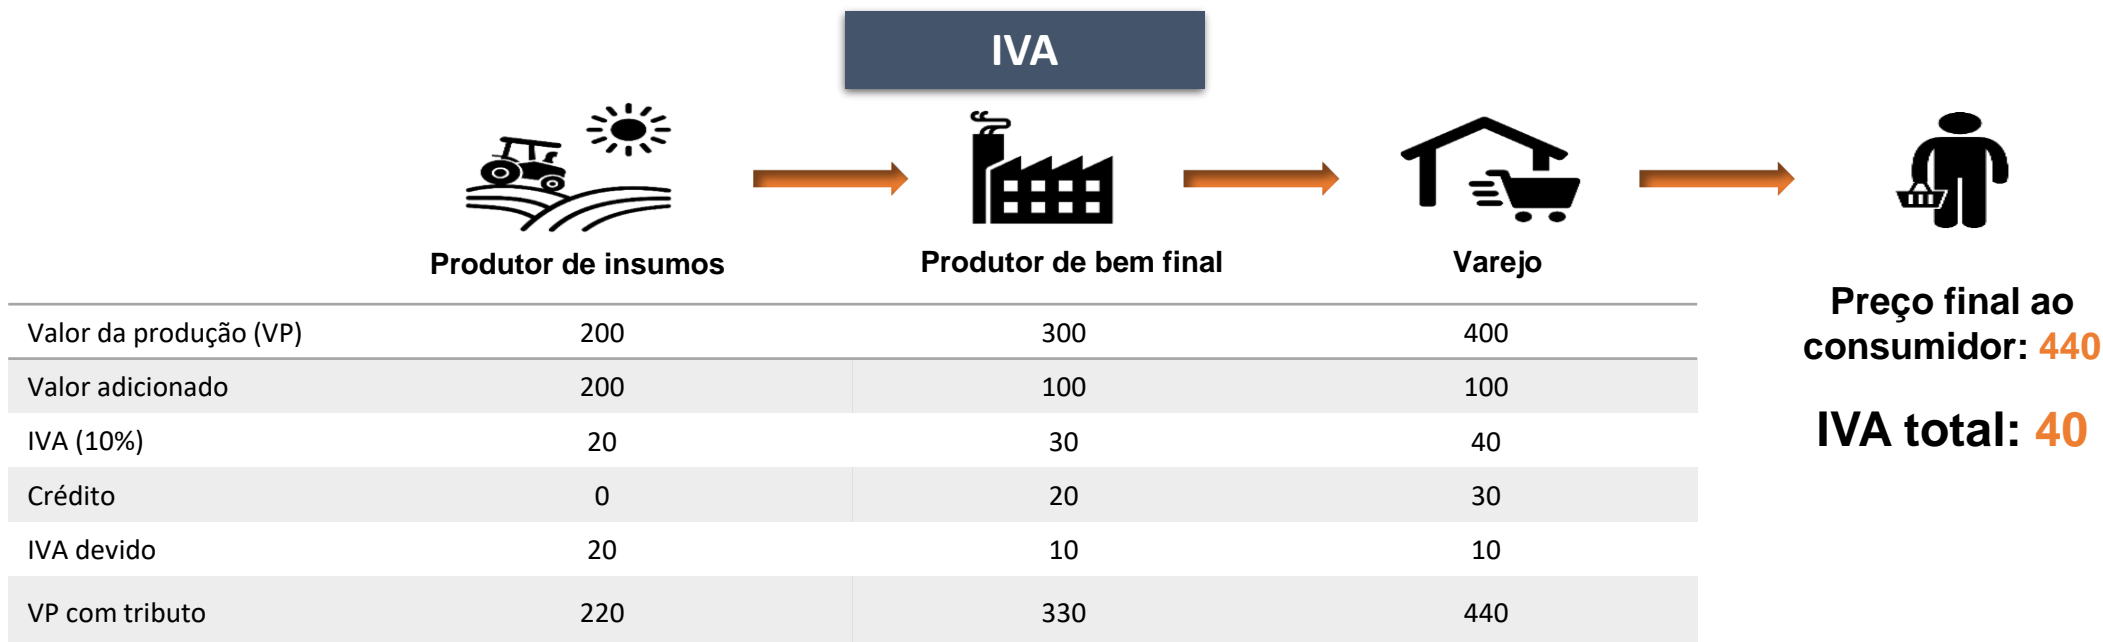 IVA
Produtor de insumos
Produtor de bem final
Varejo
Valor da produção (VP) 200 300 400
Valor adicionado 200 100 100
IVA (10%) 20 30 40
Crédito 0 20 30
IVA devido 20 10 10
VP com tributo 220 330 440
Preço final ao
consumidor: 440
IVA total: 40